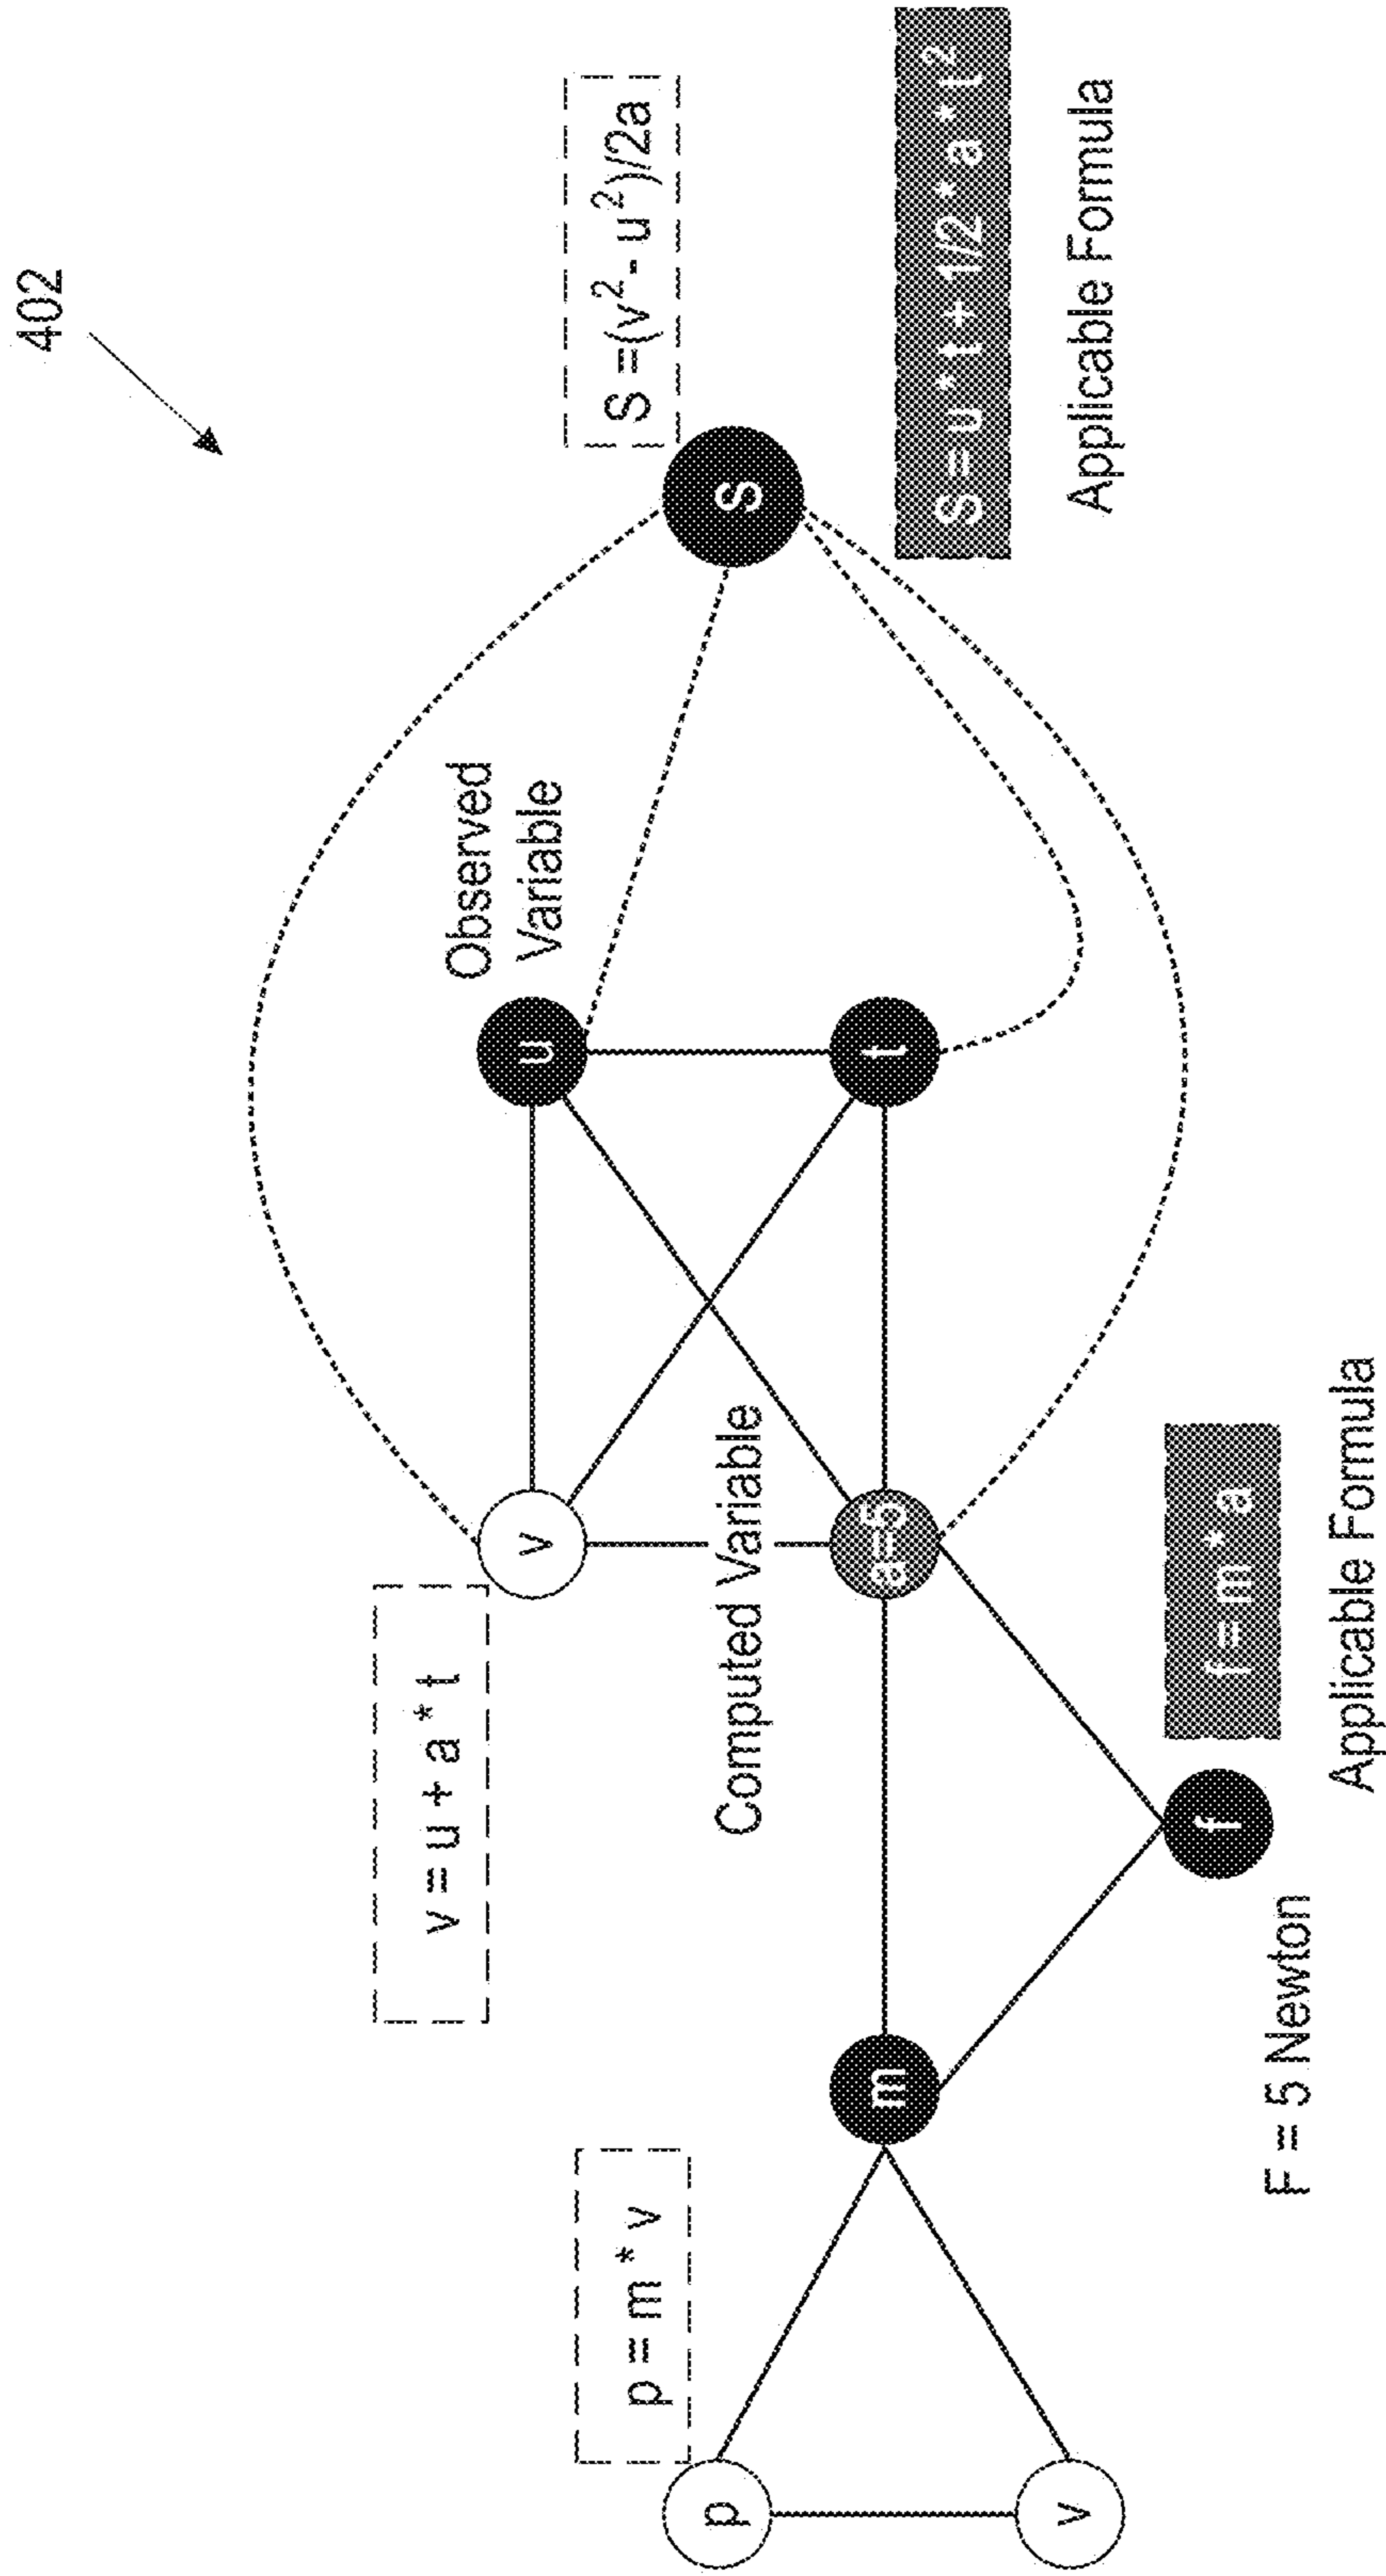 402
v = u + a * t
S =(v² - u²)/2a
Observed
Variable
v
u
p = m * v
Computed Variable
S
p
m
a=5
t
S = u * t + 1/2 * a * t²
v
Applicable Formula
f
f = m * a
F = 5 Newton
Applicable Formula